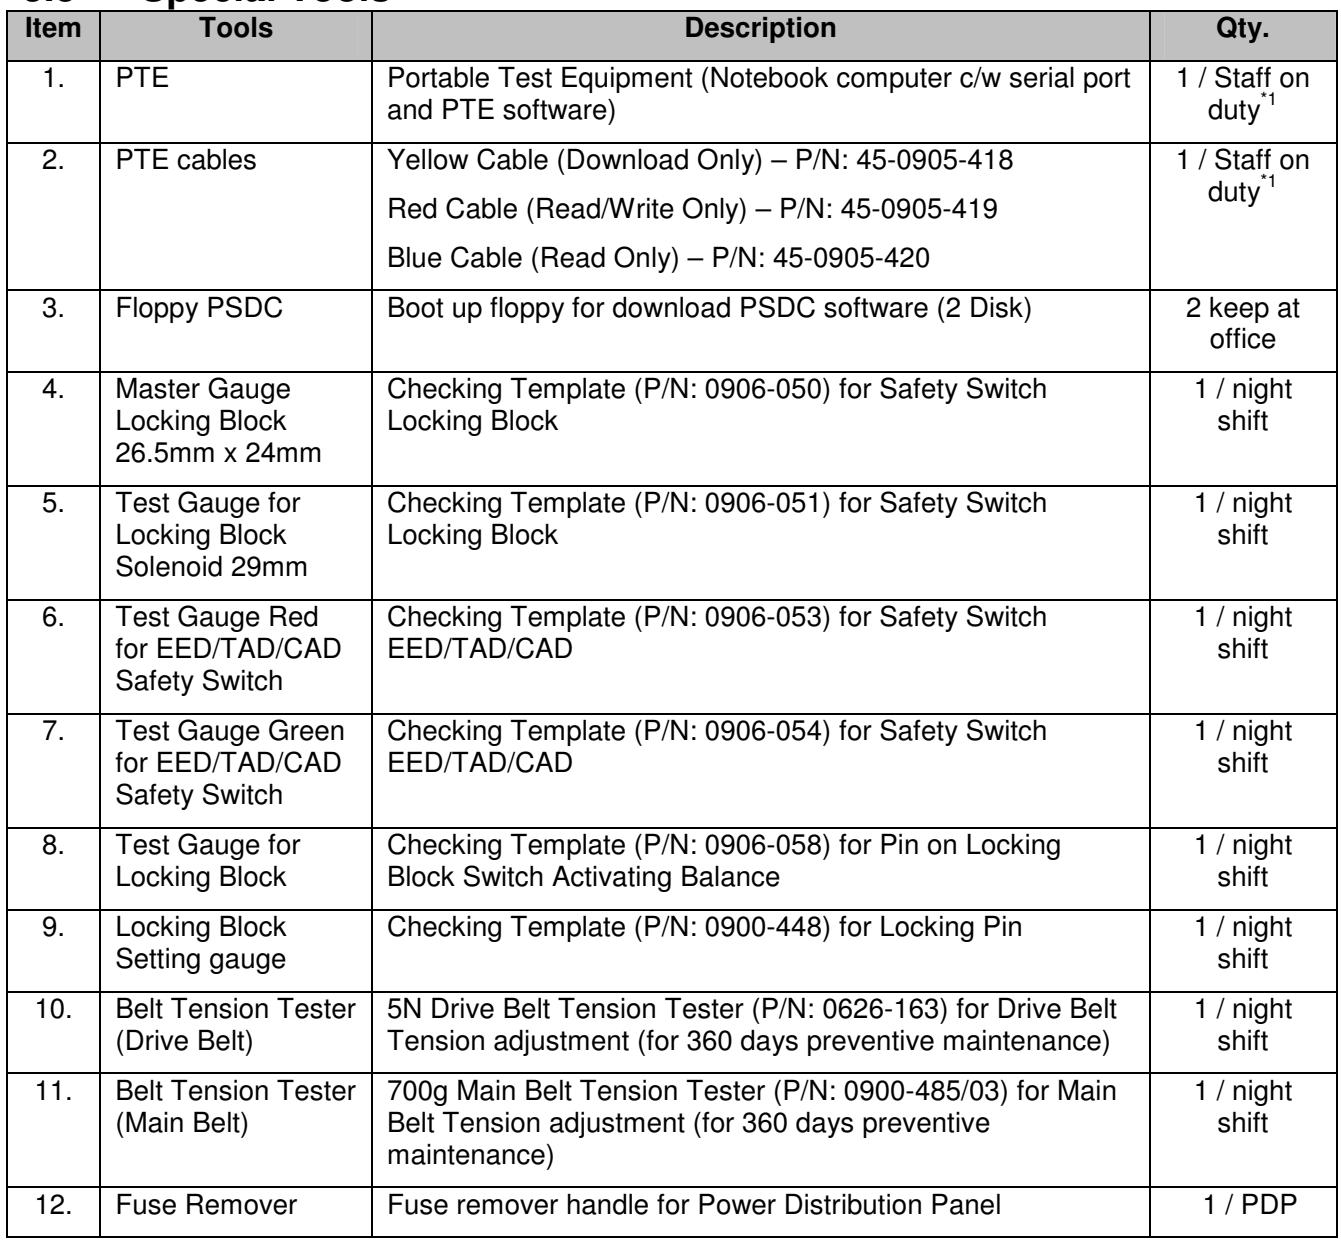 Special Tools
Item Tools Description Qty.
1. PTE Portable Test Equipment (Notebook computer c/w serial port 1 / Staff on
and PTE software) duty*1
2. PTE cables Yellow Cable (Download Only) – P/N: 45-0905-418 1 / Staff on
duty*1
Red Cable (Read/Write Only) – P/N: 45-0905-419
Blue Cable (Read Only) – P/N: 45-0905-420
3. Floppy PSDC Boot up floppy for download PSDC software (2 Disk) 2 keep at
office
4. Master Gauge Checking Template (P/N: 0906-050) for Safety Switch 1 / night
Locking Block Locking Block shift
26.5mm x 24mm
5. Test Gauge for Checking Template (P/N: 0906-051) for Safety Switch 1 / night
Locking Block Locking Block shift
Solenoid 29mm
6. Test Gauge Red Checking Template (P/N: 0906-053) for Safety Switch 1 / night
for EED/TAD/CAD EED/TAD/CAD shift
Safety Switch
7. Test Gauge Green Checking Template (P/N: 0906-054) for Safety Switch 1 / night
for EED/TAD/CAD EED/TAD/CAD shift
Safety Switch
8. Test Gauge for Checking Template (P/N: 0906-058) for Pin on Locking 1 / night
Locking Block Block Switch Activating Balance shift
9. Locking Block Checking Template (P/N: 0900-448) for Locking Pin 1 / night
Setting gauge shift
10. Belt Tension Tester 5N Drive Belt Tension Tester (P/N: 0626-163) for Drive Belt 1 / night
(Drive Belt) Tension adjustment (for 360 days preventive maintenance) shift
11. Belt Tension Tester 700g Main Belt Tension Tester (P/N: 0900-485/03) for Main 1 / night
(Main Belt) Belt Tension adjustment (for 360 days preventive shift
maintenance)
12. Fuse Remover Fuse remover handle for Power Distribution Panel 1 / PDP